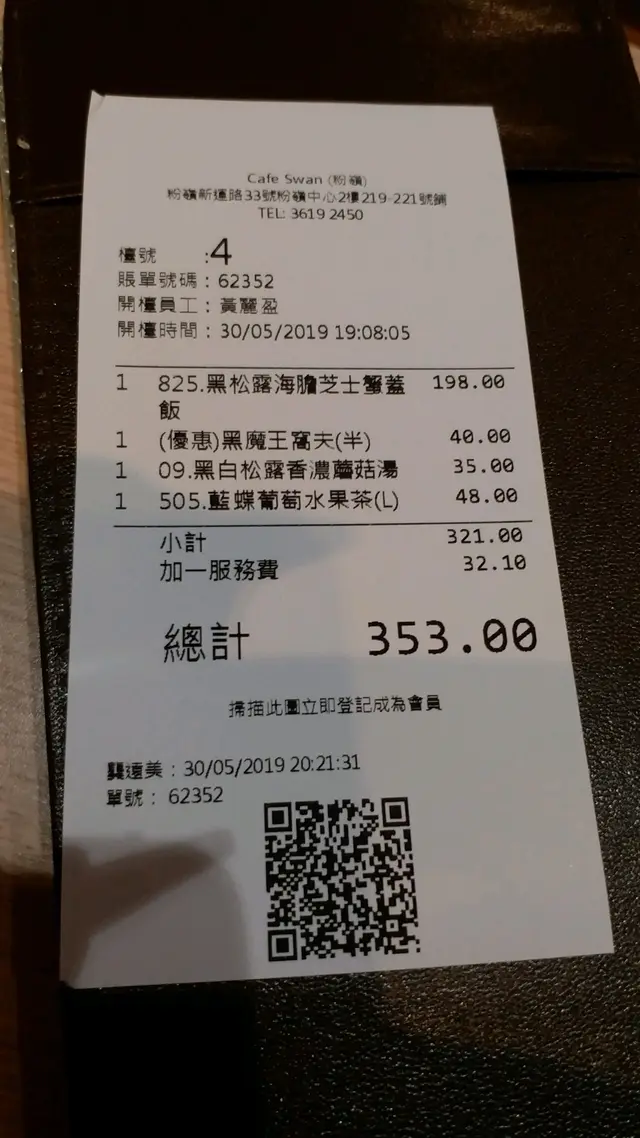 Cafe Swan (粉嶺)
粉嶺新運路33號粉嶺中心2樓219-221號鋪
TEL: 3619 2450
檯號 :4
賬單號碼 : 62352
開檯員工 : 黃麗盈
開檯時間 : 30/05/2019 19:08:05
1 825.黑松露海膽芝士蟹蓋 198.00
飯
1 (優惠)黑魔王窩夫(半) 40.00
1 09.黑白松露香濃蘑菇湯 35.00
1 505.藍蝶葡萄水果茶(L) 48.00
小計 321.00
加一服務費 32.10
總計 353.00
掃描此圖立即登記成為會員
龔遠美 : 30/05/2019 20:21:31
單號 : 62352